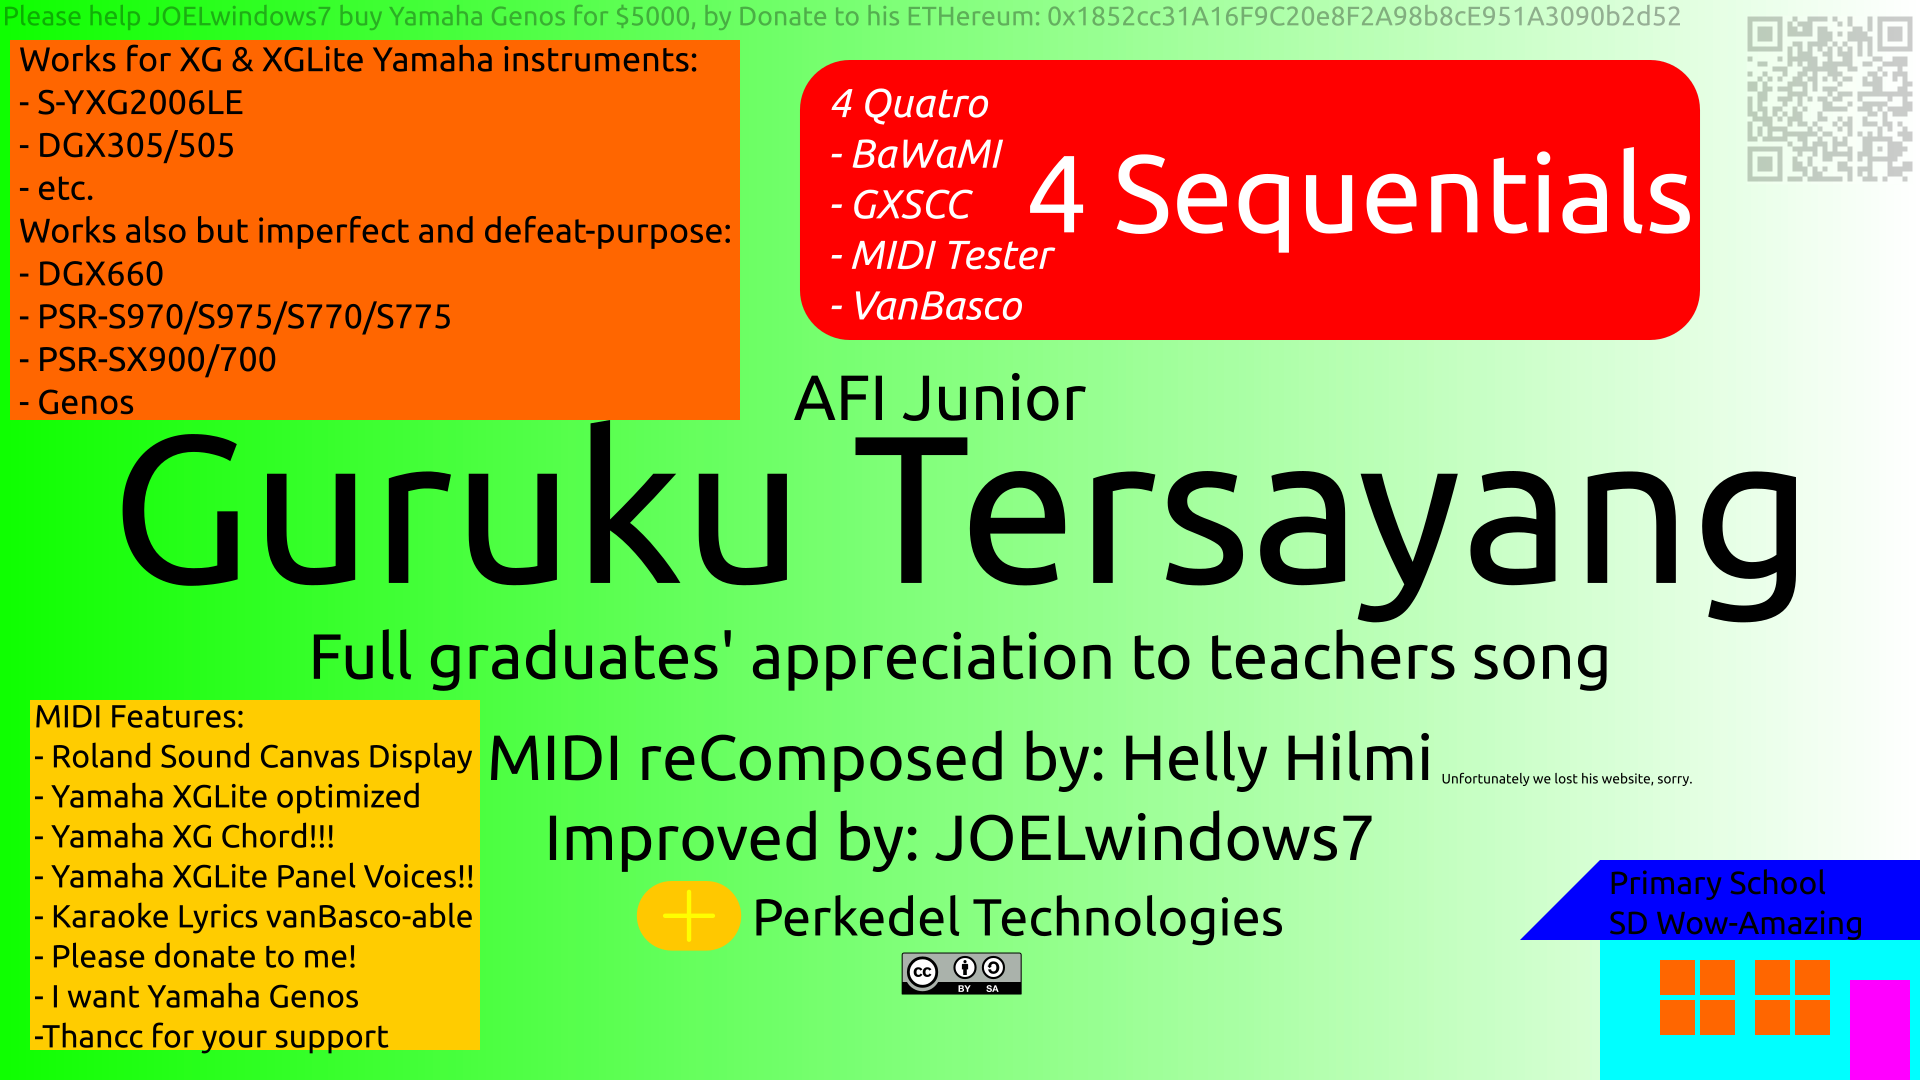 Please help JOELwindows7 buy Yamaha Genos for $5000, by Donate to his ETHereum: 0x1852cc31A16F9C20e8F2A98b8cE951A3090b2d52
Works for XG & XGLite Yamaha instruments:
- S-YXG2006LE
- DGX305/505
- etc.
Works also but imperfect and defeat-purpose:
- DGX660
- PSR-S970/S975/S770/S775
- PSR-SX900/700
- Genos
4 Quatro
- BaWaMI
- GXSCC
- MIDI Tester
- VanBasco
4 Sequentials
AFI Junior
Guruku Tersayang
Full graduates' appreciation to teachers song
MIDI Features:
- Roland Sound Canvas Display
- Yamaha XGLite optimized
- Yamaha XG Chord!!!
- Yamaha XGLite Panel Voices!!
- Karaoke Lyrics vanBasco-able
- Please donate to me!
- I want Yamaha Genos
-Thancc for your support
MIDI reComposed by: Helly Hilmi
Unfortunately we lost his website, sorry.
Improved by: JOELwindows7
Perkedel Technologies
cc
BY SA
Primary School
SD Wow-Amazing